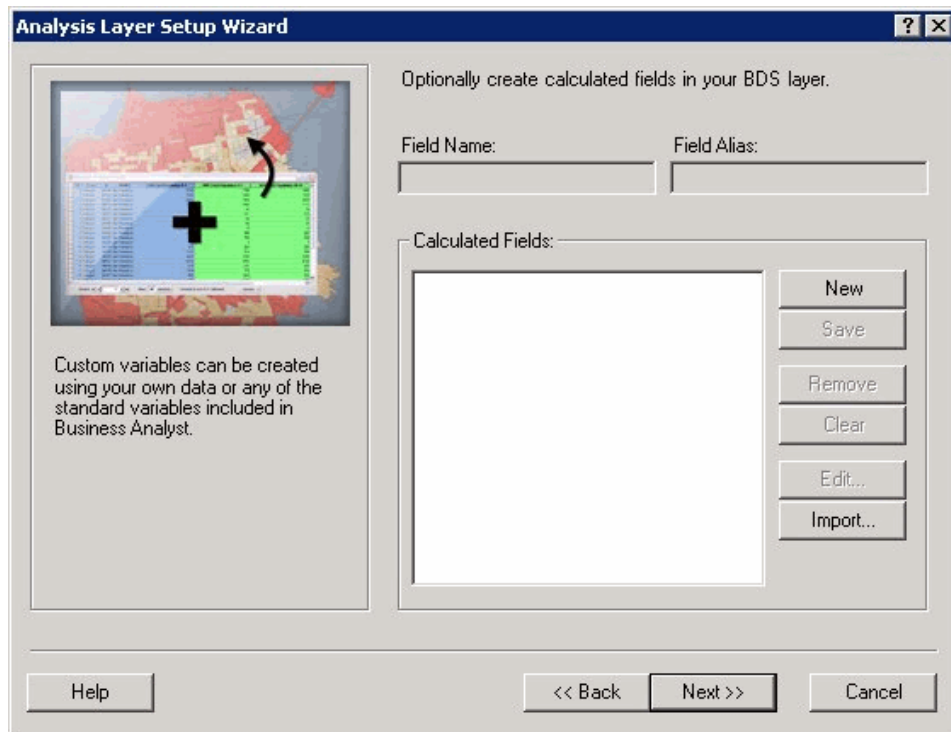 Analysis Layer Setup Wizard
Custom variables can be created
using your own data or any of the
standard variables included in
Business Analyst.
Optionally create calculated fields in your BDS layer.
Field Name:
Field Alias:
Calculated Fields:
New
Save
Remove
Clear
Edit...
Import...
Help
<< Back
Next >>
Cancel